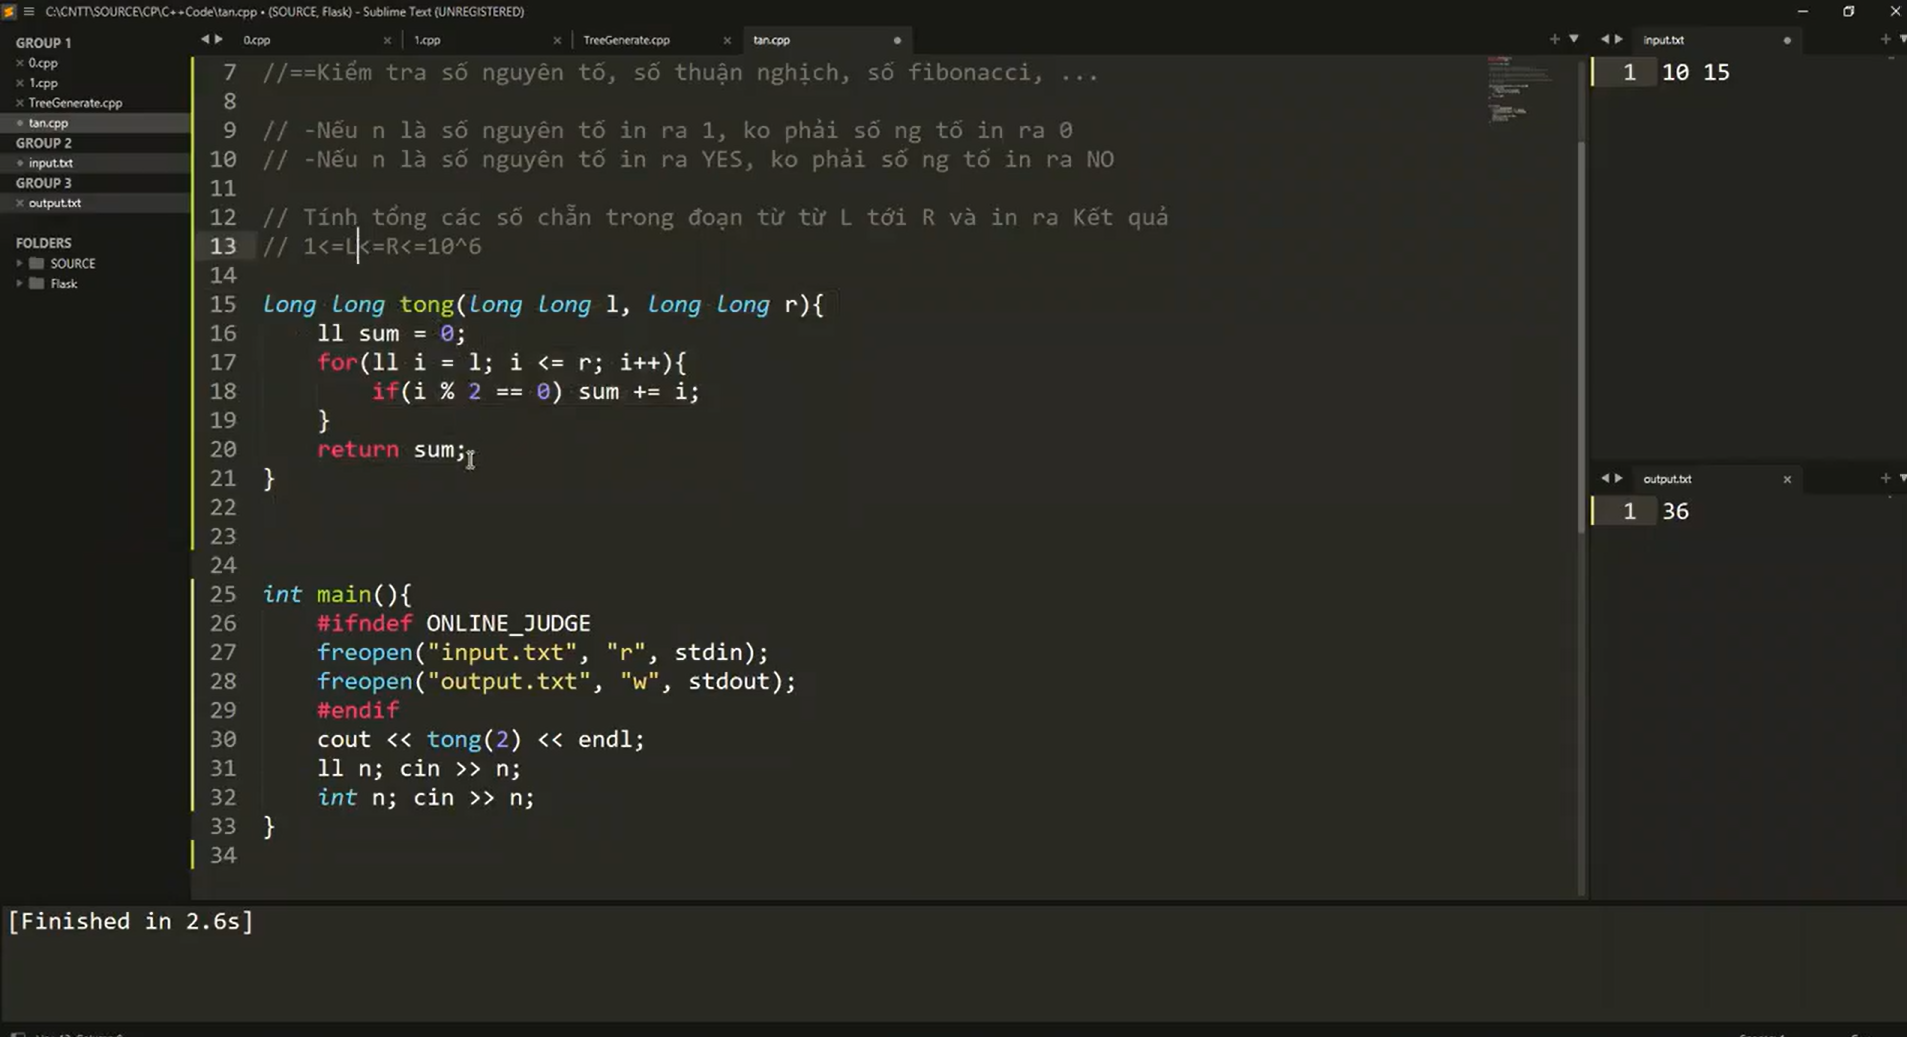 C:\CNTT\SOURCE\CP\C++Code\tan.cpp • (SOURCE, Flask) - Sublime Text (UNREGISTERED)
GROUP 1
0.cpp
1.cpp
TreeGenerate.cpp
tan.cpp
GROUP 2
input.txt
GROUP 3
output.txt
FOLDERS
SOURCE
Flask
0.cpp 1.cpp TreeGenerate.cpp tan.cpp
7 //==Kiểm tra số nguyên tố, số thuận nghịch, số fibonacci, ...
8
9 // -Nếu n là số nguyên tố in ra 1, ko phải số ng tố in ra 0
10 // -Nếu n là số nguyên tố in ra YES, ko phải số ng tố in ra NO
11
12 // Tính tổng các số chẵn trong đoạn từ từ L tới R và in ra Kết quả
13 // 1<=L<=R<=10^6
14
15 long long tong(long long l, long long r){
16 ll sum = 0;
17 for(ll i = l; i <= r; i++){
18 if(i % 2 == 0) sum += i;
19 }
20 return sum;
21 }
22
23
24
25 int main(){
26 #ifndef ONLINE_JUDGE
27 freopen("input.txt", "r", stdin);
28 freopen("output.txt", "w", stdout);
29 #endif
30 cout << tong(2) << endl;
31 ll n; cin >> n;
32 int n; cin >> n;
33 }
34
input.txt
1 10 15
output.txt
1 36
[Finished in 2.6s]